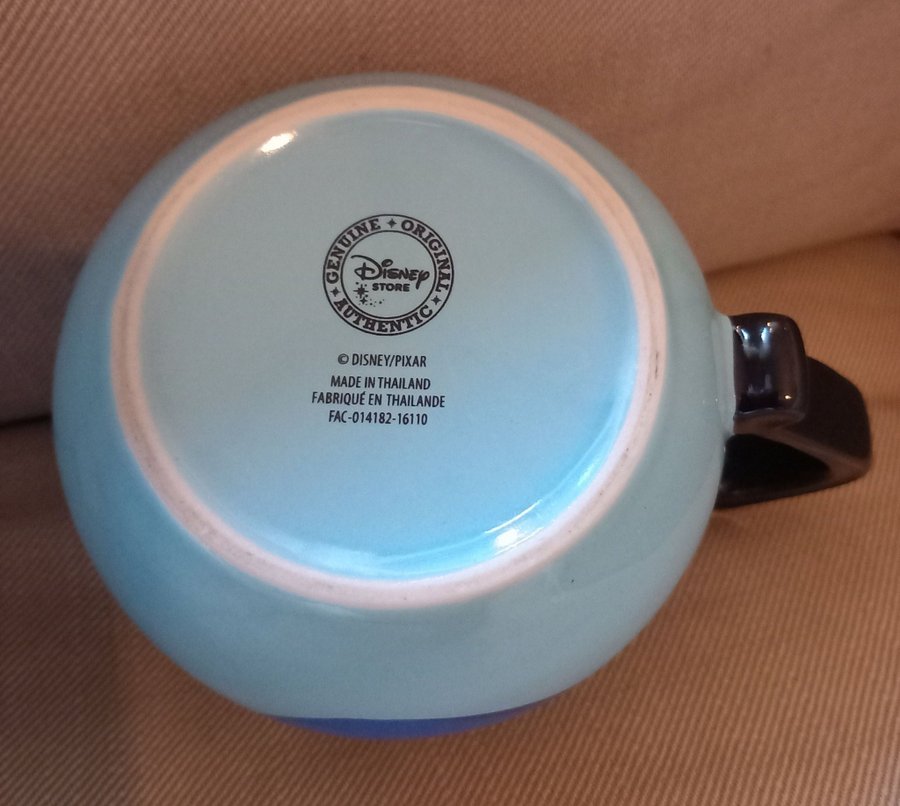 GENUINE ✦ ORIGINAL ✦ AUTHENTIC ✦
Disney
STORE
© DISNEY/PIXAR
MADE IN THAILAND
FABRIQUÉ EN THAILANDE
FAC-014182-16110